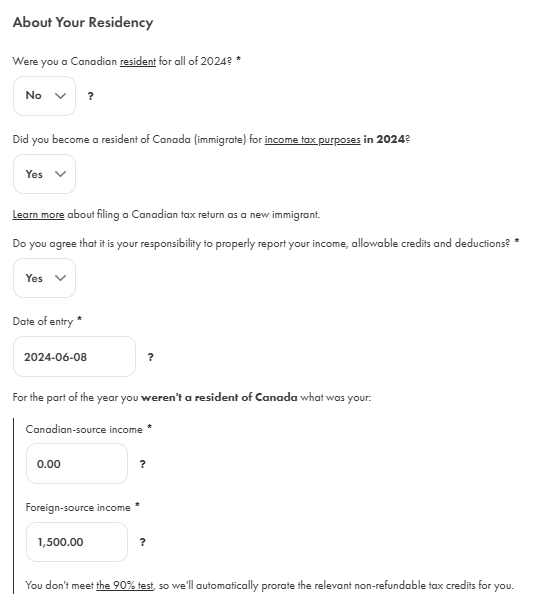 About Your Residency
Were you a Canadian resident for all of 2024? *
No
?
Did you become a resident of Canada (immigrate) for income tax purposes in 2024?
Yes
Learn more about filing a Canadian tax return as a new immigrant.
Do you agree that it is your responsibility to properly report your income, allowable credits and deductions? *
Yes
Date of entry *
2024-06-08
?
For the part of the year you weren't a resident of Canada what was your:
Canadian-source income *
0.00
?
Foreign-source income *
1,500.00
?
You don't meet the 90% test, so we'll automatically prorate the relevant non-refundable tax credits for you.